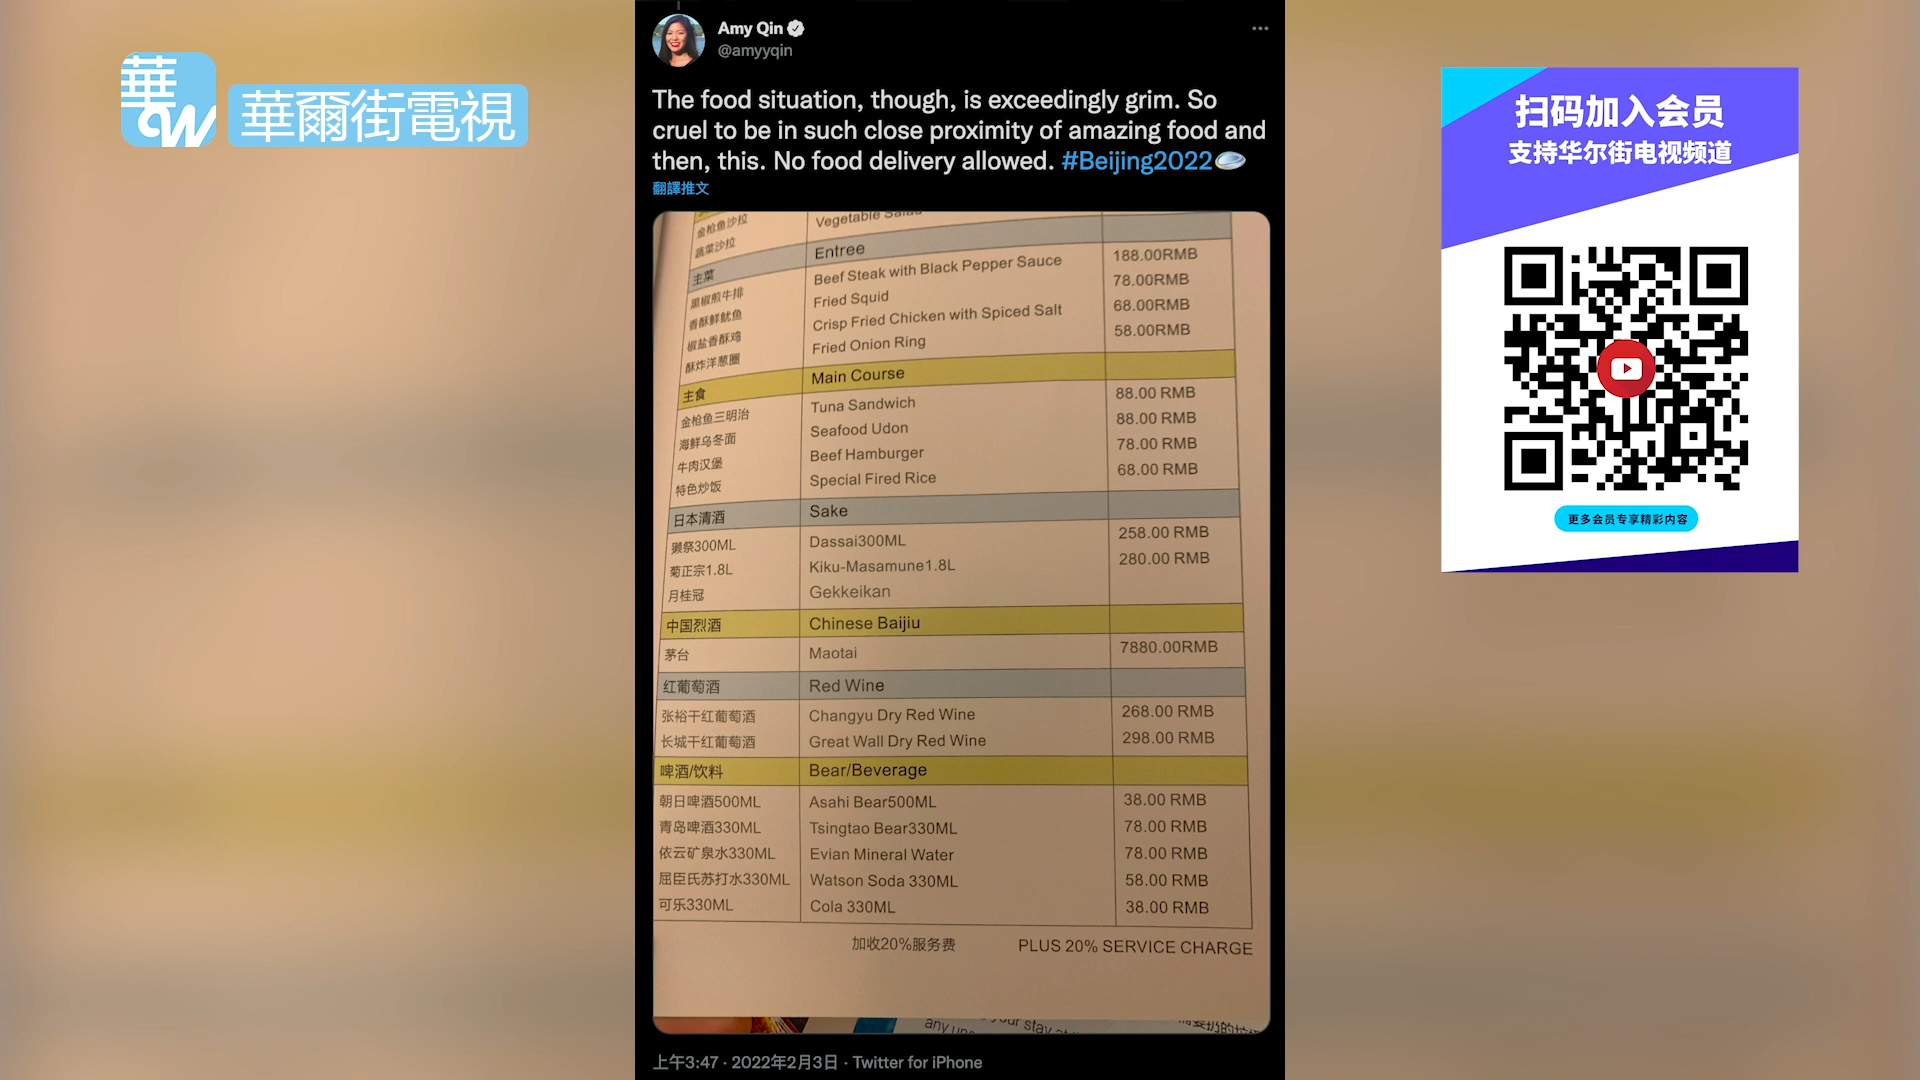 華
W
華爾街電視
Amy Qin
@amyyqin
The food situation, though, is exceedingly grim. So
cruel to be in such close proximity of amazing food and
then, this. No food delivery allowed. #Beijing2022
翻譯推文
金枪鱼沙拉
蔬菜沙拉 Vegetable Salad
主菜 Entree
黑椒煎牛排 Beef Steak with Black Pepper Sauce 188.00RMB
香酥鲜鱿鱼 Fried Squid 78.00RMB
椒盐香酥鸡 Crisp Fried Chicken with Spiced Salt 68.00RMB
酥炸洋葱圈 Fried Onion Ring 58.00RMB
主食 Main Course
金枪鱼三明治 Tuna Sandwich 88.00 RMB
海鲜乌冬面 Seafood Udon 88.00 RMB
牛肉汉堡 Beef Hamburger 78.00 RMB
特色炒饭 Special Fired Rice 68.00 RMB
日本清酒 Sake
獭祭300ML Dassai300ML 258.00 RMB
菊正宗1.8L Kiku-Masamune1.8L 280.00 RMB
月桂冠 Gekkeikan
中国烈酒 Chinese Baijiu
茅台 Maotai 7880.00RMB
红葡萄酒 Red Wine
张裕干红葡萄酒 Changyu Dry Red Wine 268.00 RMB
长城干红葡萄酒 Great Wall Dry Red Wine 298.00 RMB
啤酒/饮料 Bear/Beverage
朝日啤酒500ML Asahi Bear500ML 38.00 RMB
青岛啤酒330ML Tsingtao Bear330ML 78.00 RMB
依云矿泉水330ML Evian Mineral Water 78.00 RMB
屈臣氏苏打水330ML Watson Soda 330ML 58.00 RMB
可乐330ML Cola 330ML 38.00 RMB
加收20%服务费 PLUS 20% SERVICE CHARGE
your stay
any
上午3:47 · 2022年2月3日 · Twitter for iPhone
扫码加入会员
支持华尔街电视频道
更多会员专享精彩内容